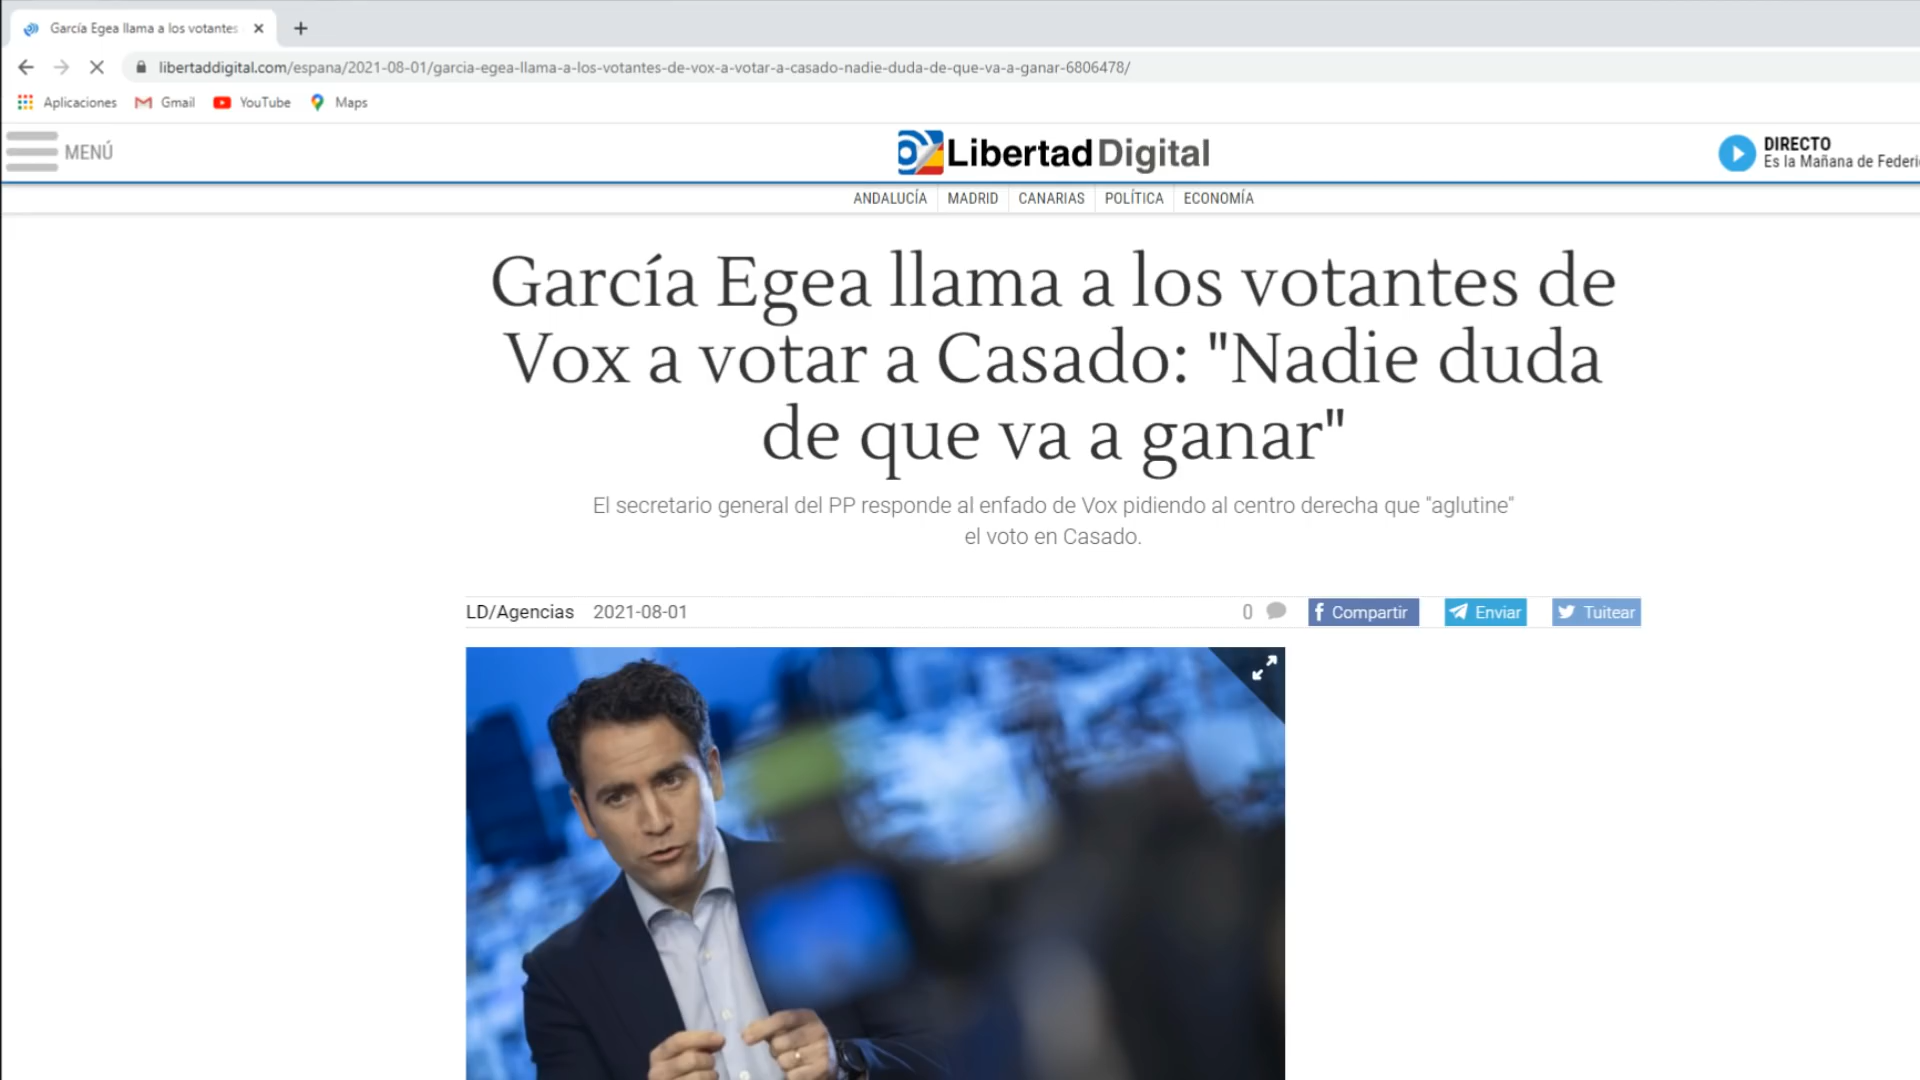 García Egea llama a los votantes
libertaddigital.com/espana/2021-08-01/garcia-egea-llama-a-los-votantes-de-vox-a-votar-a-casado-nadie-duda-de-que-va-a-ganar-6806478/
Aplicaciones Gmail YouTube Maps
MENÚ
Libertad Digital
DIRECTO
Es la Mañana de Federi
ANDALUCÍA MADRID CANARIAS POLÍTICA ECONOMÍA
García Egea llama a los votantes de
Vox a votar a Casado: "Nadie duda
de que va a ganar"
El secretario general del PP responde al enfado de Vox pidiendo al centro derecha que "aglutine"
el voto en Casado.
LD/Agencias 2021-08-01 0 Compartir Enviar Tuitear